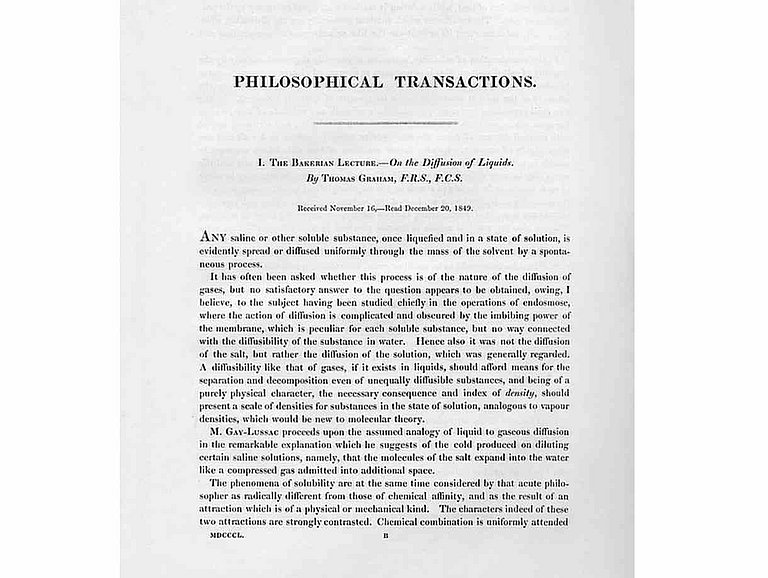 PHILOSOPHICAL TRANSACTIONS.
I. The Bakerian Lecture.—On the Diffusion of Liquids.
By Thomas Graham, F.R.S., F.C.S.
Received November 16,—Read December 20, 1849.
ANY saline or other soluble substance, once liquefied and in a state of solution, is
evidently spread or diffused uniformly through the mass of the solvent by a sponta-
neous process.
It has often been asked whether this process is of the nature of the diffusion of
gases, but no satisfactory answer to the question appears to be obtained, owing, I
believe, to the subject having been studied chiefly in the operations of endosmose,
where the action of diffusion is complicated and obscured by the imbibing power of
the membrane, which is peculiar for each soluble substance, but no way connected
with the diffusibility of the substance in water. Hence also it was not the diffusion
of the salt, but rather the diffusion of the solution, which was generally regarded.
A diffusibility like that of gases, if it exists in liquids, should afford means for the
separation and decomposition even of unequally diffusible substances, and being of a
purely physical character, the necessary consequence and index of density, should
present a scale of densities for substances in the state of solution, analogous to vapour
densities, which would be new to molecular theory.
M. Gay-Lussac proceeds upon the assumed analogy of liquid to gaseous diffusion
in the remarkable explanation which he suggests of the cold produced on diluting
certain saline solutions, namely, that the molecules of the salt expand into the water
like a compressed gas admitted into additional space.
The phenomena of solubility are at the same time considered by that acute philo-
sopher as radically different from those of chemical affinity, and as the result of an
attraction which is of a physical or mechanical kind. The characters indeed of these
two attractions are strongly contrasted. Chemical combination is uniformly attended
MDCCCL. B